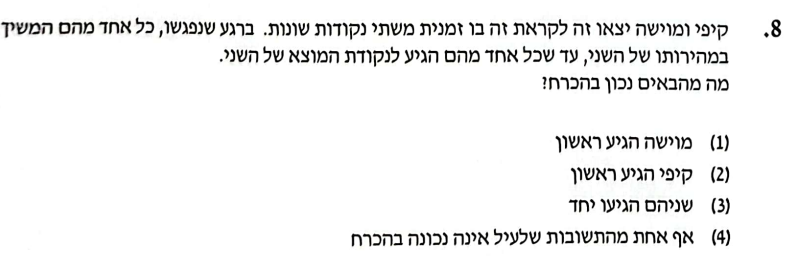 8. קיפי ומוישה יצאו זה לקראת זה בו זמנית משתי נקודות שונות. ברגע שנפגשו, כל אחד מהם המשיך
במהירותו של השני, עד שכל אחד מהם הגיע לנקודת המוצא של השני.
מה מהבאים נכון בהכרח?
(1) מוישה הגיע ראשון
(2) קיפי הגיע ראשון
(3) שניהם הגיעו יחד
(4) אף אחת מהתשובות שלעיל אינה נכונה בהכרח